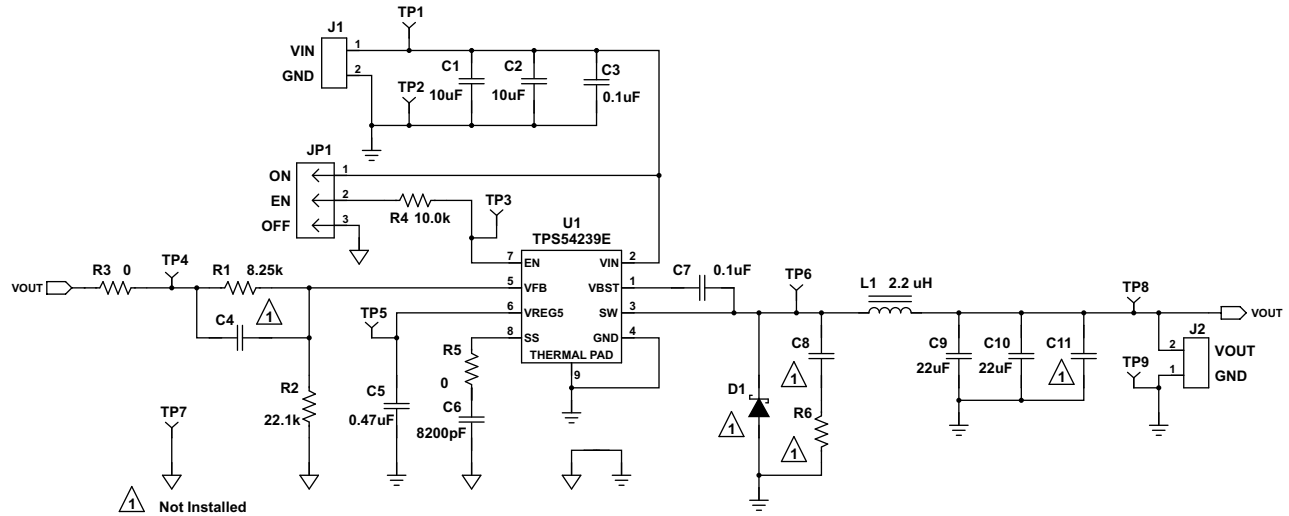 TP1
J1
VIN
1
GND
2
TP2
C1
10uF
C2
10uF
C3
0.1uF
JP1
ON
1
EN
2
OFF
3
R4 10.0k
TP3
U1
TPS54239E
7
EN
VIN
2
5
VFB
VBST
1
6
VREG5
SW
3
8
SS
GND
4
THERMAL PAD
9
VOUT
R3 0
TP4
R1 8.25k
1
C4
R2
22.1k
TP5
C5
0.47uF
R5
0
C6
8200pF
TP7
C7
0.1uF
TP6
L1 2.2 uH
D1
1
C8
1
R6
1
C9
22uF
C10
22uF
C11
1
TP8
VOUT
J2
2
VOUT
1
GND
TP9
1 Not Installed